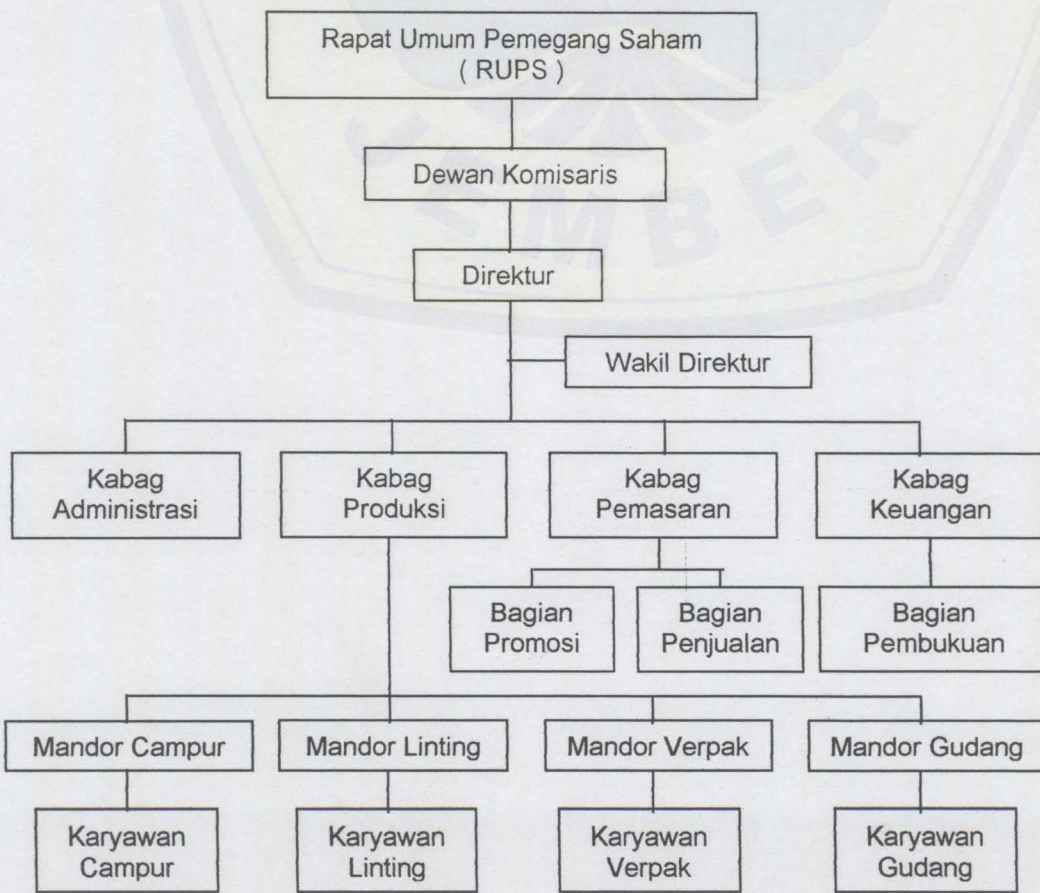 Rapat Umum Pemegang Saham
( RUPS )
JEMBER
Dewan Komisaris
Direktur
Wakil Direktur
Kabag
Administrasi
Kabag
Produksi
Kabag
Pemasaran
Kabag
Keuangan
Bagian
Promosi
Bagian
Penjualan
Bagian
Pembukuan
Mandor Campur
Mandor Linting
Mandor Verpak
Mandor Gudang
Karyawan
Campur
Karyawan
Linting
Karyawan
Verpak
Karyawan
Gudang